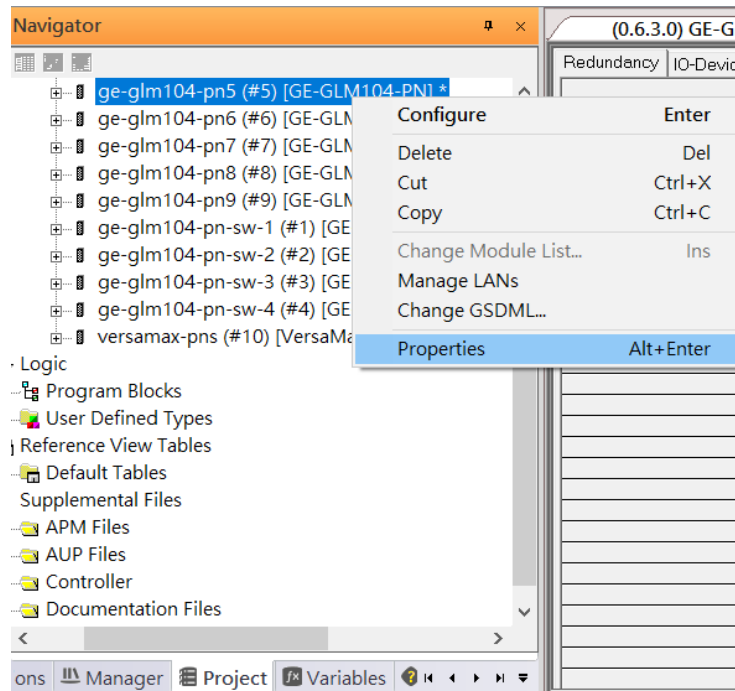 Navigator
(0.6.3.0) GE-G
Redundancy
IO-Devic
ge-glm104-pn5 (#5) [GE-GLM104-PN] *
ge-glm104-pn6 (#6) [GE-GLM
ge-glm104-pn7 (#7) [GE-GLM
ge-glm104-pn8 (#8) [GE-GLM
ge-glm104-pn9 (#9) [GE-GLM
ge-glm104-pn-sw-1 (#1) [GE
ge-glm104-pn-sw-2 (#2) [GE
ge-glm104-pn-sw-3 (#3) [GE
ge-glm104-pn-sw-4 (#4) [GE
versamax-pns (#10) [VersaMa
Configure Enter
Delete Del
Cut Ctrl+X
Copy Ctrl+C
Change Module List... Ins
Manage LANs
Change GSDML...
Properties Alt+Enter
Logic
Program Blocks
User Defined Types
Reference View Tables
Default Tables
Supplemental Files
APM Files
AUP Files
Controller
Documentation Files
ons Manager Project Variables